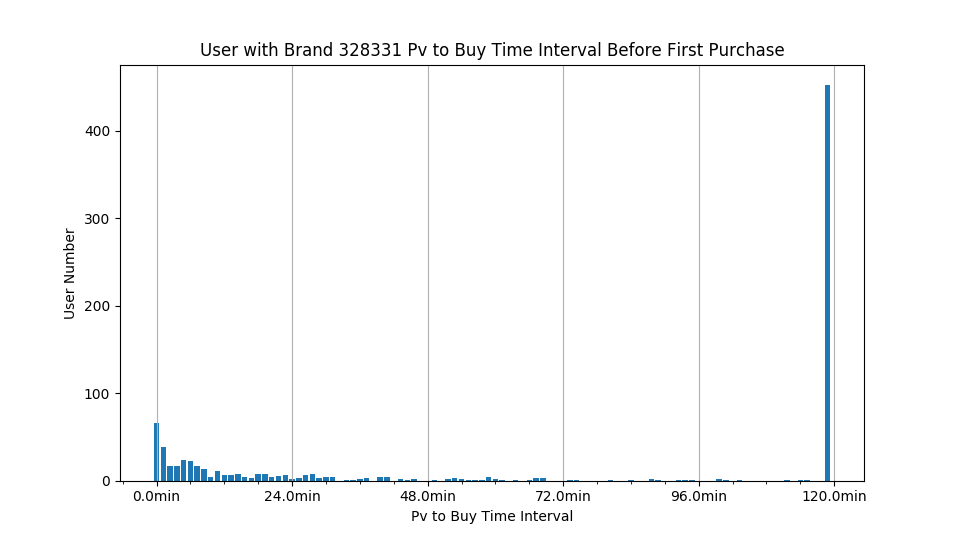 User with Brand 328331 Pv to Buy Time Interval Before First Purchase
400
300
200
100
0
User Number
0.0min 24.0min 48.0min 72.0min 96.0min 120.0min
Pv to Buy Time Interval